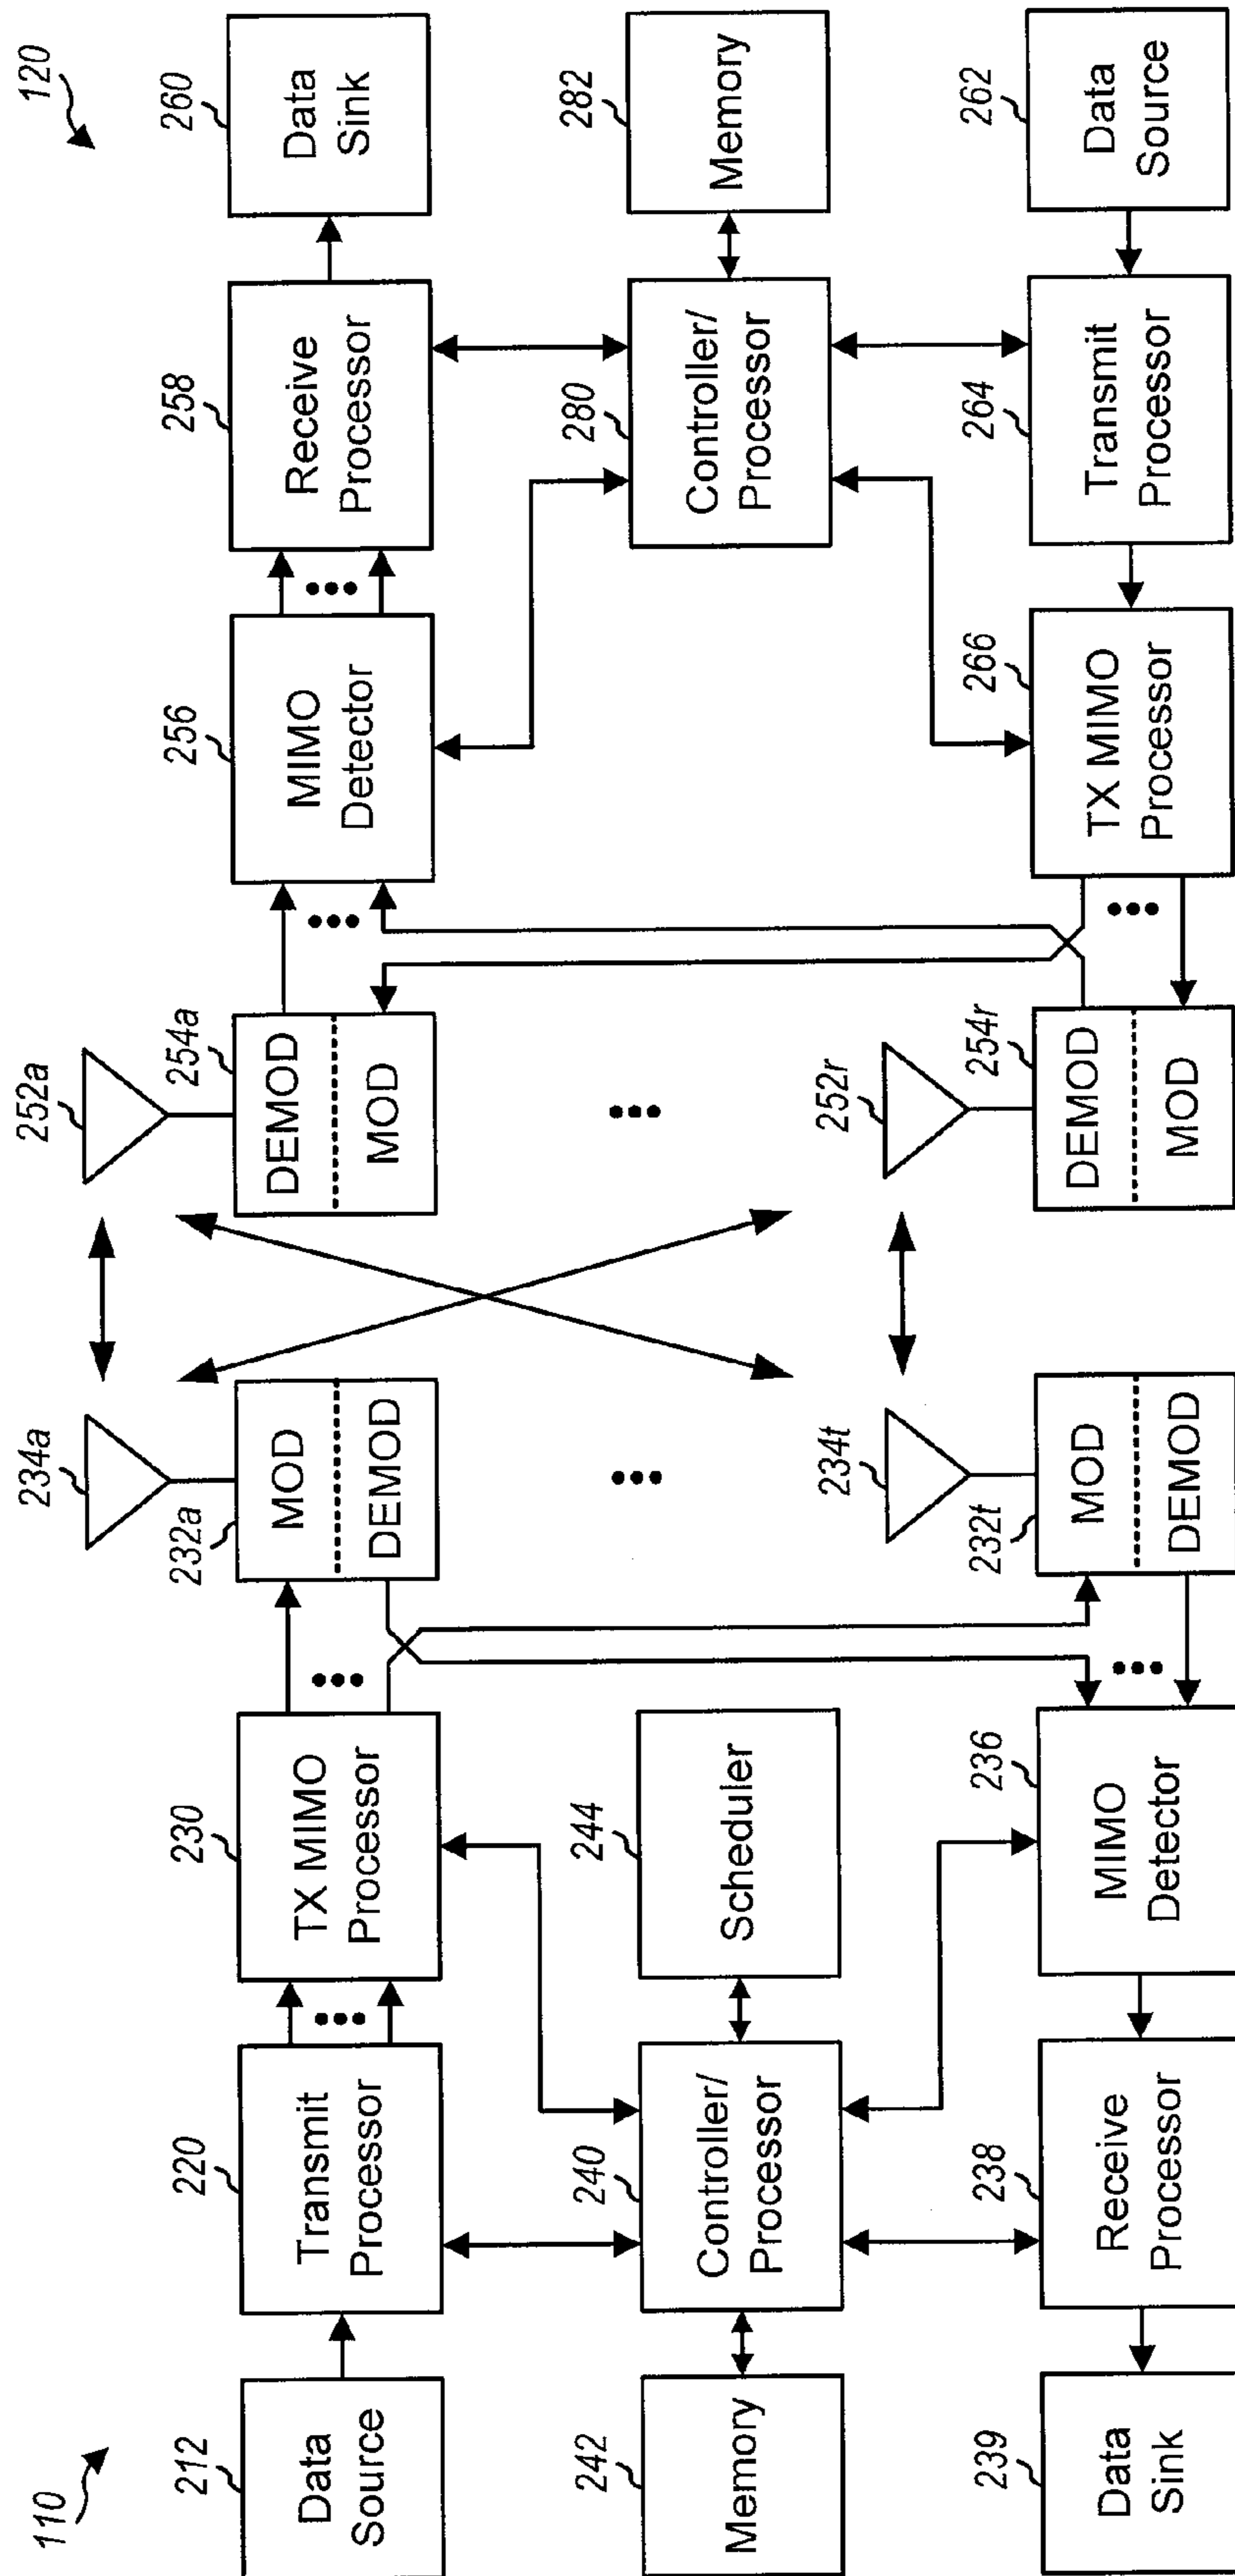 110
120
212
Data
Source
220
Transmit
Processor
230
TX MIMO
Processor
234a
232a
MOD
DEMOD
252a
254a
DEMOD
MOD
256
MIMO
Detector
258
Receive
Processor
260
Data
Sink
242
Memory
240
Controller/
Processor
244
Scheduler
280
Controller/
Processor
282
Memory
239
Data
Sink
238
Receive
Processor
236
MIMO
Detector
234t
232t
MOD
DEMOD
252r
254r
DEMOD
MOD
266
TX MIMO
Processor
264
Transmit
Processor
262
Data
Source